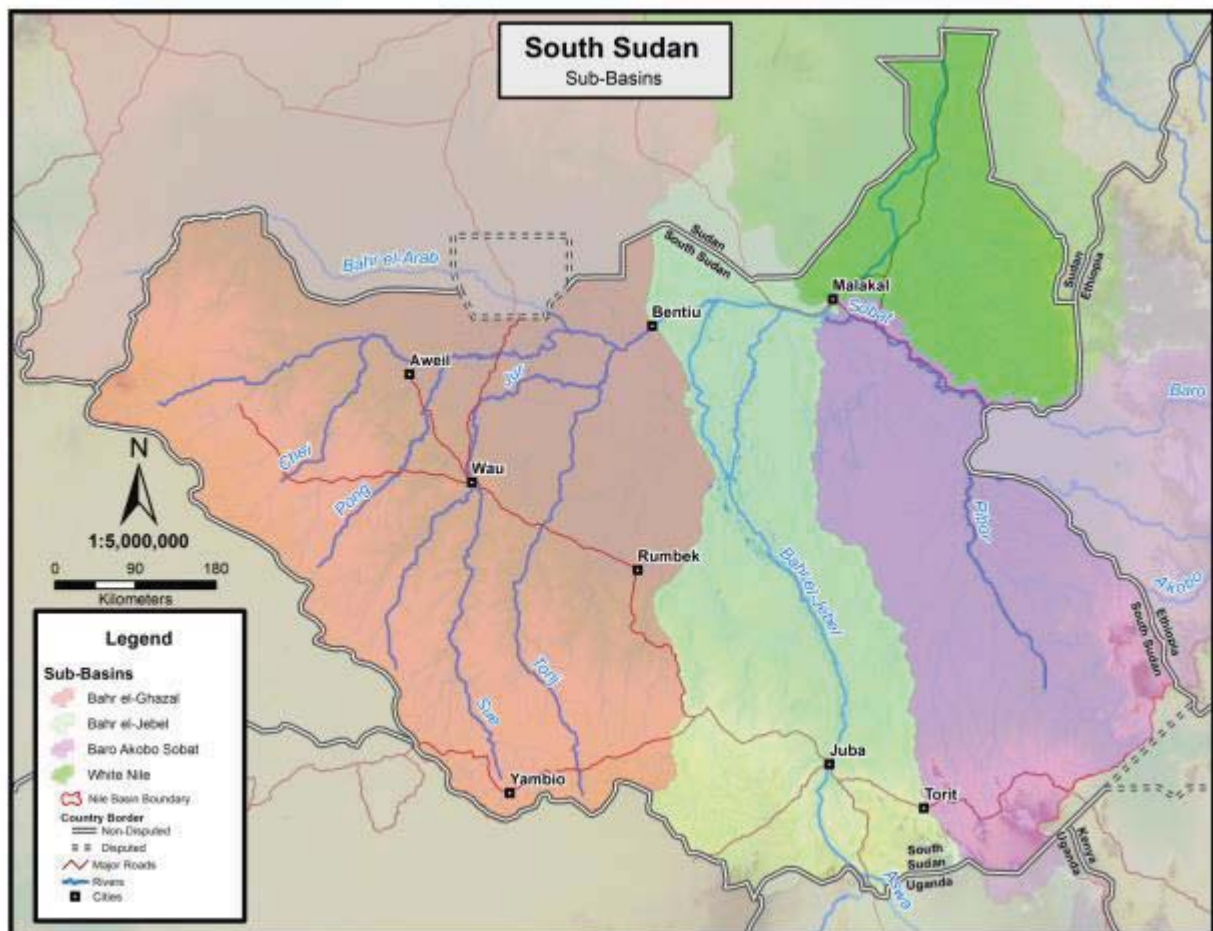 South Sudan
Sub-Basins
Sudan
South Sudan
Sudan
Ethiopia
Bahr el-Arab
Malakal
Sobat
Bentiu
Aweil
Jur
Baro
Chel
Wau
Pong
N
1:5,000,000
0 90 180
Kilometers
Rumbek
Pibor
Bahr el-Jebel
Akobo
Ethiopia
South Sudan
Tonj
Sue
Juba
Yambio
Torit
South
Sudan
Uganda
Aswa
Kenya
Uganda
Legend
Sub-Basins
Bahr el-Ghazal
Bahr el-Jebel
Baro Akobo Sobat
White Nile
Nile Basin Boundary
Country Border
Non-Disputed
Disputed
Major Roads
Rivers
Cities